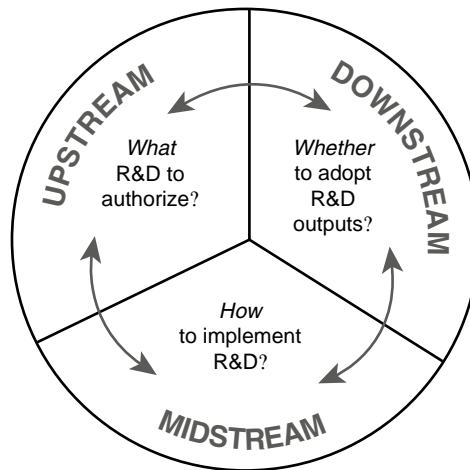 UPSTREAM
What
R&D to
authorize?
DOWNSTREAM
Whether
to adopt
R&D
outputs?
How
to implement
R&D?
MIDSTREAM